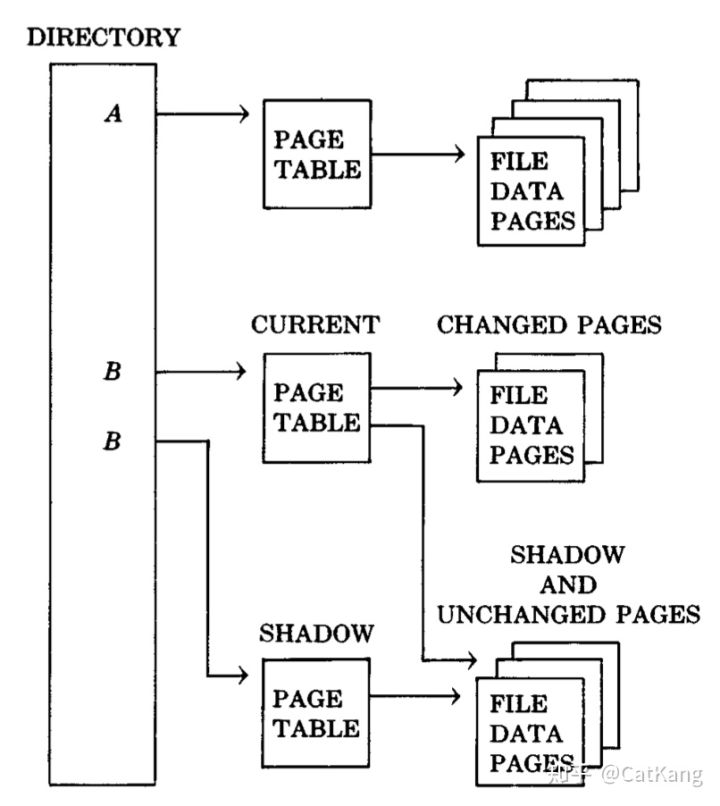 DIRECTORY
A
PAGE
TABLE
FILE
DATA
PAGES
CURRENT
CHANGED PAGES
B
PAGE
TABLE
FILE
DATA
PAGES
B
SHADOW
AND
UNCHANGED PAGES
SHADOW
PAGE
TABLE
FILE
DATA
PAGES
知乎 @CatKang